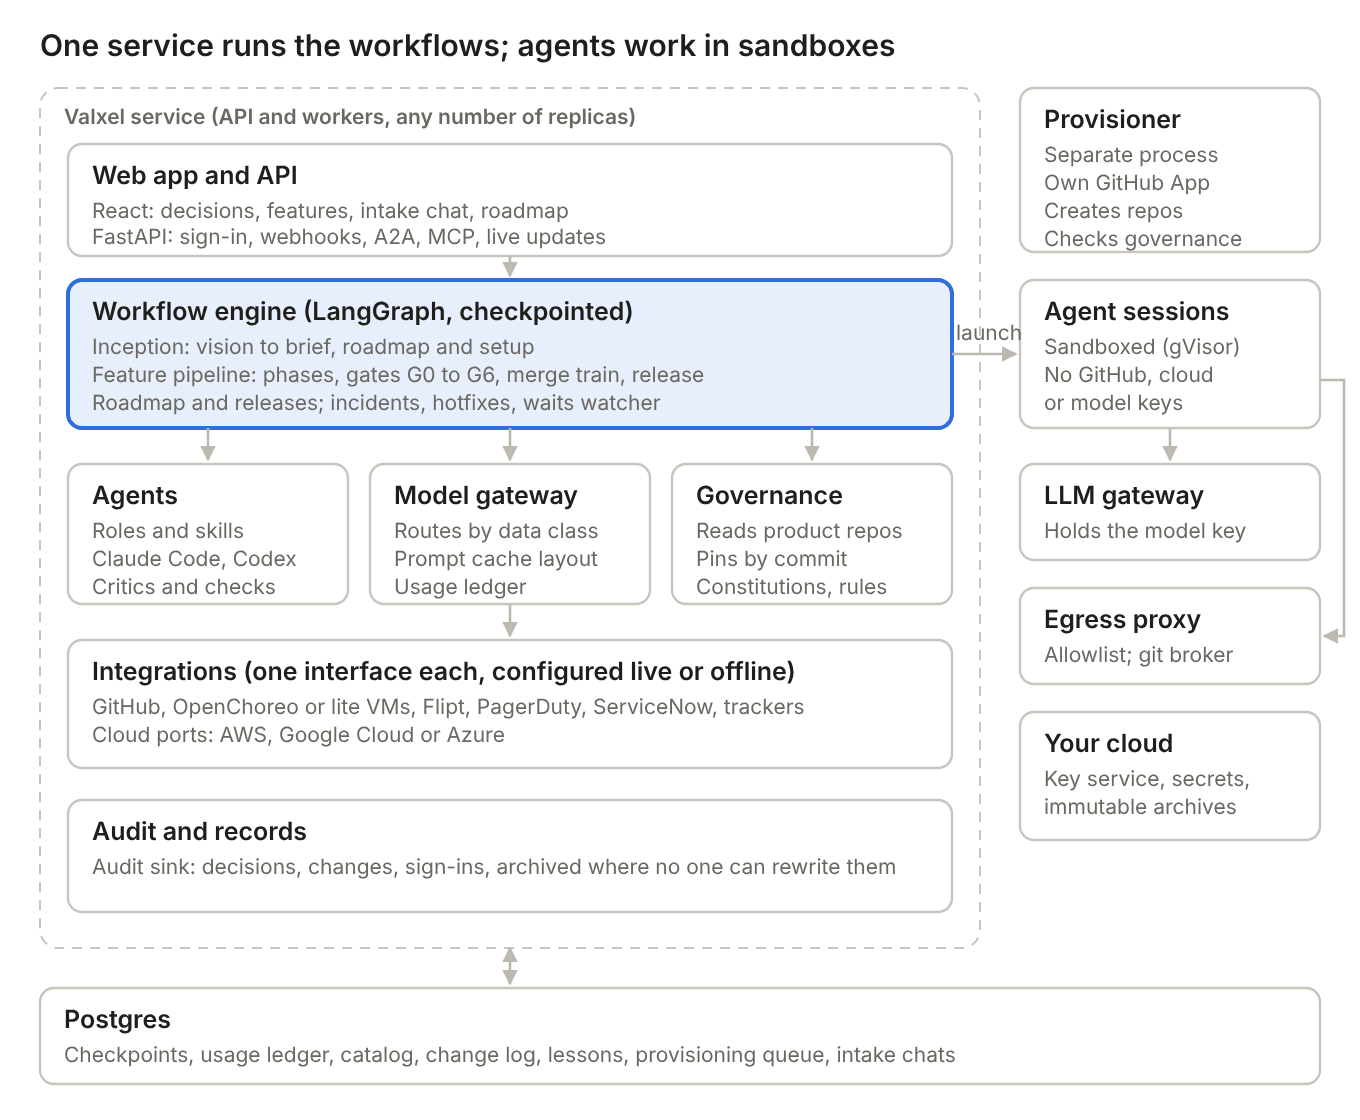 One service runs the workflows; agents work in sandboxes
Valxel service (API and workers, any number of replicas)
Web app and API
React: decisions, features, intake chat, roadmap
FastAPI: sign-in, webhooks, A2A, MCP, live updates
Workflow engine (LangGraph, checkpointed)
Inception: vision to brief, roadmap and setup
Feature pipeline: phases, gates G0 to G6, merge train, release
Roadmap and releases; incidents, hotfixes, waits watcher
launch
Agents
Roles and skills
Claude Code, Codex
Critics and checks
Model gateway
Routes by data class
Prompt cache layout
Usage ledger
Governance
Reads product repos
Pins by commit
Constitutions, rules
Integrations (one interface each, configured live or offline)
GitHub, OpenChoreo or lite VMs, Flipt, PagerDuty, ServiceNow, trackers
Cloud ports: AWS, Google Cloud or Azure
Audit and records
Audit sink: decisions, changes, sign-ins, archived where no one can rewrite them
Provisioner
Separate process
Own GitHub App
Creates repos
Checks governance
Agent sessions
Sandboxed (gVisor)
No GitHub, cloud
or model keys
LLM gateway
Holds the model key
Egress proxy
Allowlist; git broker
Your cloud
Key service, secrets,
immutable archives
Postgres
Checkpoints, usage ledger, catalog, change log, lessons, provisioning queue, intake chats